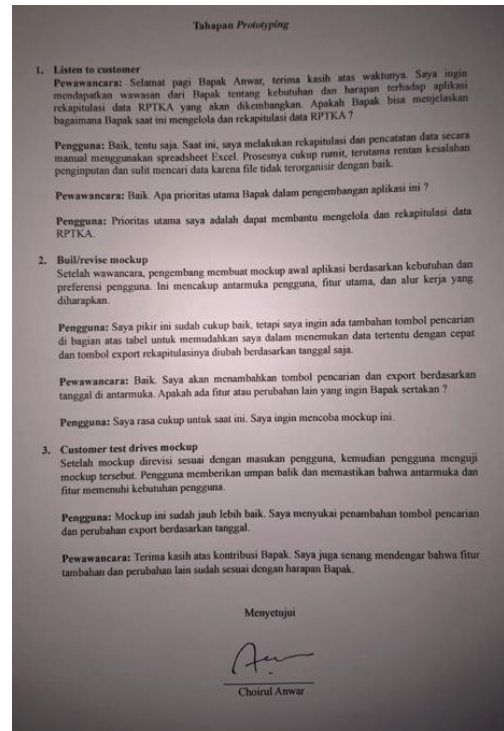 Tahapan Prototyping
1. Listen to customer
Pewawancara: Selamat pagi Bapak Anwar, terima kasih atas waktunya. Saya ingin
mendapatkan wawasan dari Bapak tentang kebutuhan dan harapan terhadap aplikasi
rekapitulasi data RPTKA yang akan dikembangkan. Apakah Bapak bisa menjelaskan
bagaimana Bapak saat ini mengelola dan rekapitulasi data RPTKA ?
Pengguna: Baik, tentu saja. Saat ini, saya melakukan rekapitulasi dan pencatatan data secara
manual menggunakan spreadsheet Excel. Prosesnya cukup rumit, terutama rentan kesalahan
penginputan dan sulit mencari data karena file tidak terorganisir dengan baik.
Pewawancara: Baik. Apa prioritas utama Bapak dalam pengembangan aplikasi ini ?
Pengguna: Prioritas utama saya adalah dapat membantu mengelola dan rekapitulasi data
RPTKA.
2. Buil/revise mockup
Setelah wawancara, pengembang membuat mockup awal aplikasi berdasarkan kebutuhan dan
preferensi pengguna. Ini mencakup antarmuka pengguna, fitur utama, dan alur kerja yang
diharapkan.
Pengguna: Saya pikir ini sudah cukup baik, tetapi saya ingin ada tambahan tombol pencarian
di bagian atas tabel untuk memudahkan saya dalam menemukan data tertentu dengan cepat
dan tombol export rekapitulasinya diubah berdasarkan tanggal saja.
Pewawancara: Baik. Saya akan menambahkan tombol pencarian dan export berdasarkan
tanggal di antarmuka. Apakah ada fitur atau perubahan lain yang ingin Bapak sertakan ?
Pengguna: Saya rasa cukup untuk saat ini. Saya ingin mencoba mockup ini.
3. Customer test drives mockup
Setelah mockup direvisi sesuai dengan masukan pengguna, kemudian pengguna menguji
mockup tersebut. Pengguna memberikan umpan balik dan memastikan bahwa antarmuka dan
fitur memenuhi kebutuhan pengguna.
Pengguna: Mockup ini sudah jauh lebih baik. Saya menyukai penambahan tombol pencarian
dan perubahan export berdasarkan tanggal.
Pewawancara: Terima kasih atas kontribusi Bapak. Saya juga senang mendengar bahwa fitur
tambahan dan perubahan lain sudah sesuai dengan harapan Bapak.
Menyetujui
Choirul Anwar